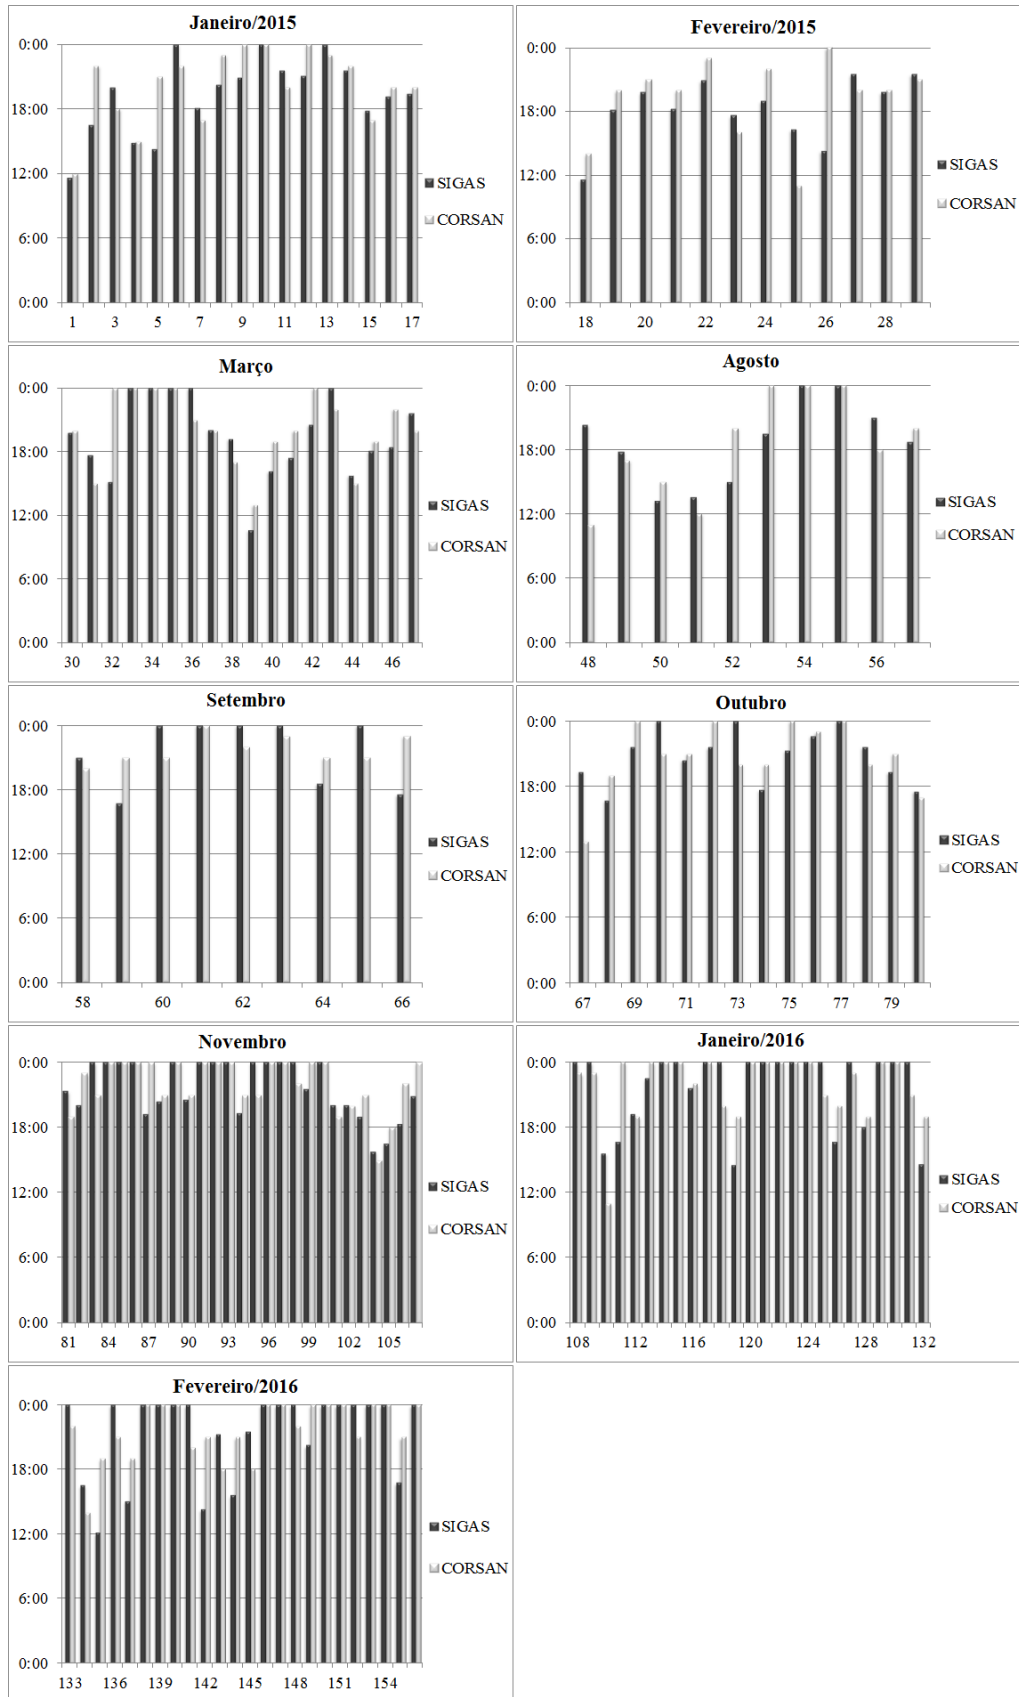 Janeiro/2015
0:00
18:00
12:00
6:00
0:00
1 3 5 7 9 11 13 15 17
SIGAS
CORSAN
Fevereiro/2015
0:00
18:00
12:00
6:00
0:00
18 20 22 24 26 28
SIGAS
CORSAN
Março
0:00
18:00
12:00
6:00
0:00
30 32 34 36 38 40 42 44 46
SIGAS
CORSAN
Agosto
0:00
18:00
12:00
6:00
0:00
48 50 52 54 56
SIGAS
CORSAN
Setembro
0:00
18:00
12:00
6:00
0:00
58 60 62 64 66
SIGAS
CORSAN
Outubro
0:00
18:00
12:00
6:00
0:00
67 69 71 73 75 77 79
SIGAS
CORSAN
Novembro
0:00
18:00
12:00
6:00
0:00
81 84 87 90 93 96 99 102 105
SIGAS
CORSAN
Janeiro/2016
0:00
18:00
12:00
6:00
0:00
108 112 116 120 124 128 132
SIGAS
CORSAN
Fevereiro/2016
0:00
18:00
12:00
6:00
0:00
133 136 139 142 145 148 151 154
SIGAS
CORSAN